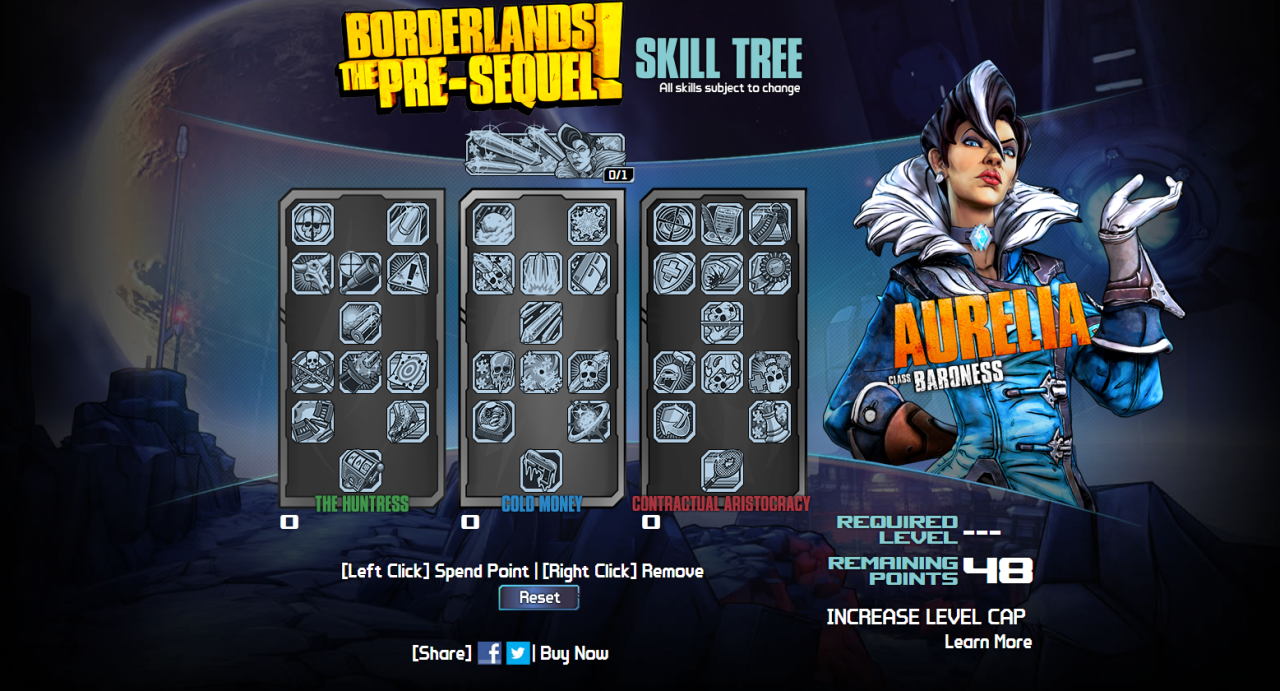 BORDERLANDS
THE PRE-SEQUEL!
SKILL TREE
All skills subject to change
0/1
AURELIA
CLASS BARONESS
THE HUNTRESS
COLD MONEY
CONTRACTUAL ARISTOCRACY
0
0
0
REQUIRED
LEVEL ---
REMAINING
POINTS 48
[Left Click] Spend Point | [Right Click] Remove
Reset
INCREASE LEVEL CAP
Learn More
[Share] f | Buy Now